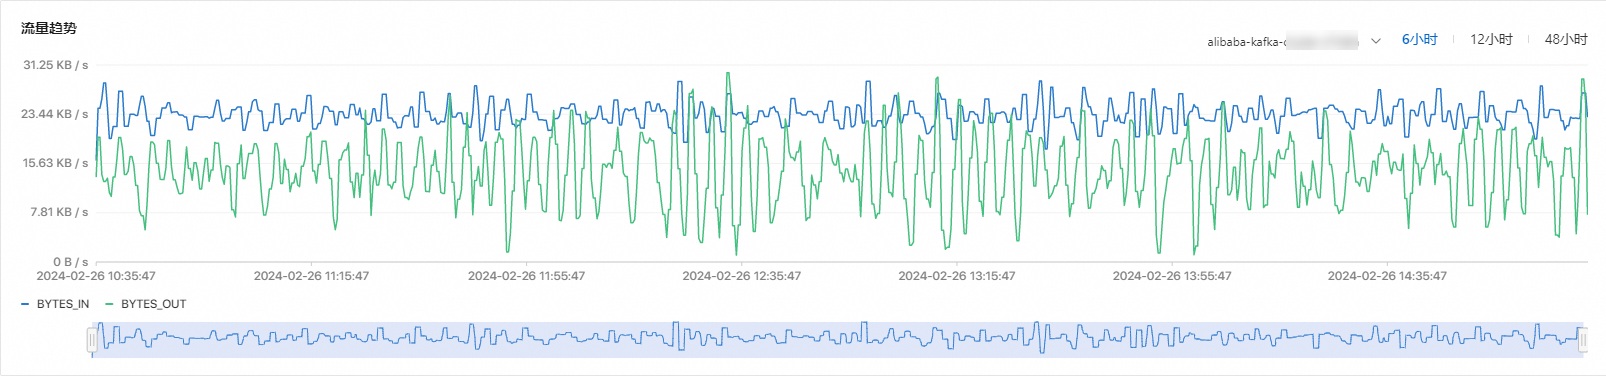 流量趋势
alibaba-kafka- 6小时 12小时 48小时
31.25 KB / s
23.44 KB / s
15.63 KB / s
7.81 KB / s
0 B / s
2024-02-26 10:35:47 2024-02-26 11:15:47 2024-02-26 11:55:47 2024-02-26 12:35:47 2024-02-26 13:15:47 2024-02-26 13:55:47 2024-02-26 14:35:47
BYTES_IN BYTES_OUT